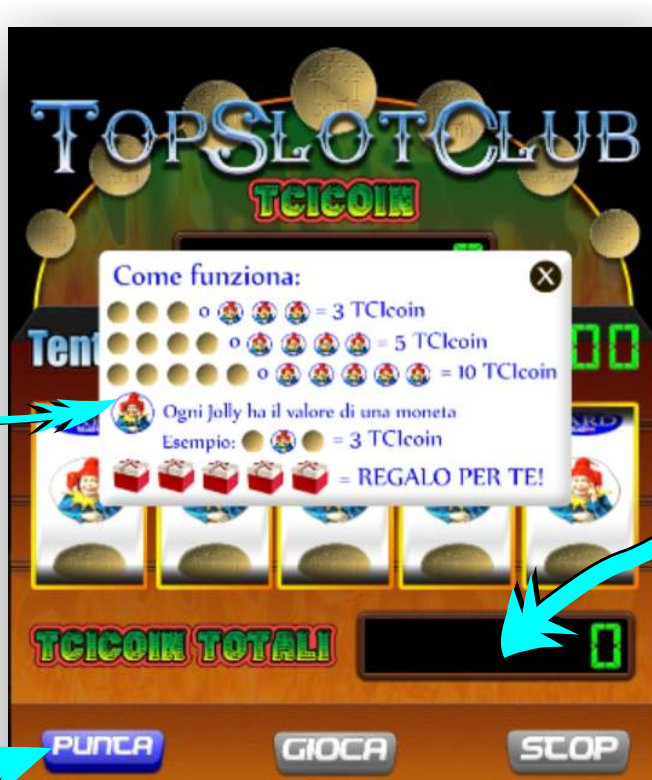 TOPSLOTCLUB
TCICOIN
Come funziona:
o = 3 TCIcoin
o = 5 TCIcoin
o = 10 TCIcoin
Tent 00
Ogni Jolly ha il valore di una moneta
Esempio: = 3 TCIcoin
= REGALO PER TE!
TCICOIN TOTALI 0
PUNTA GIOCA STOP